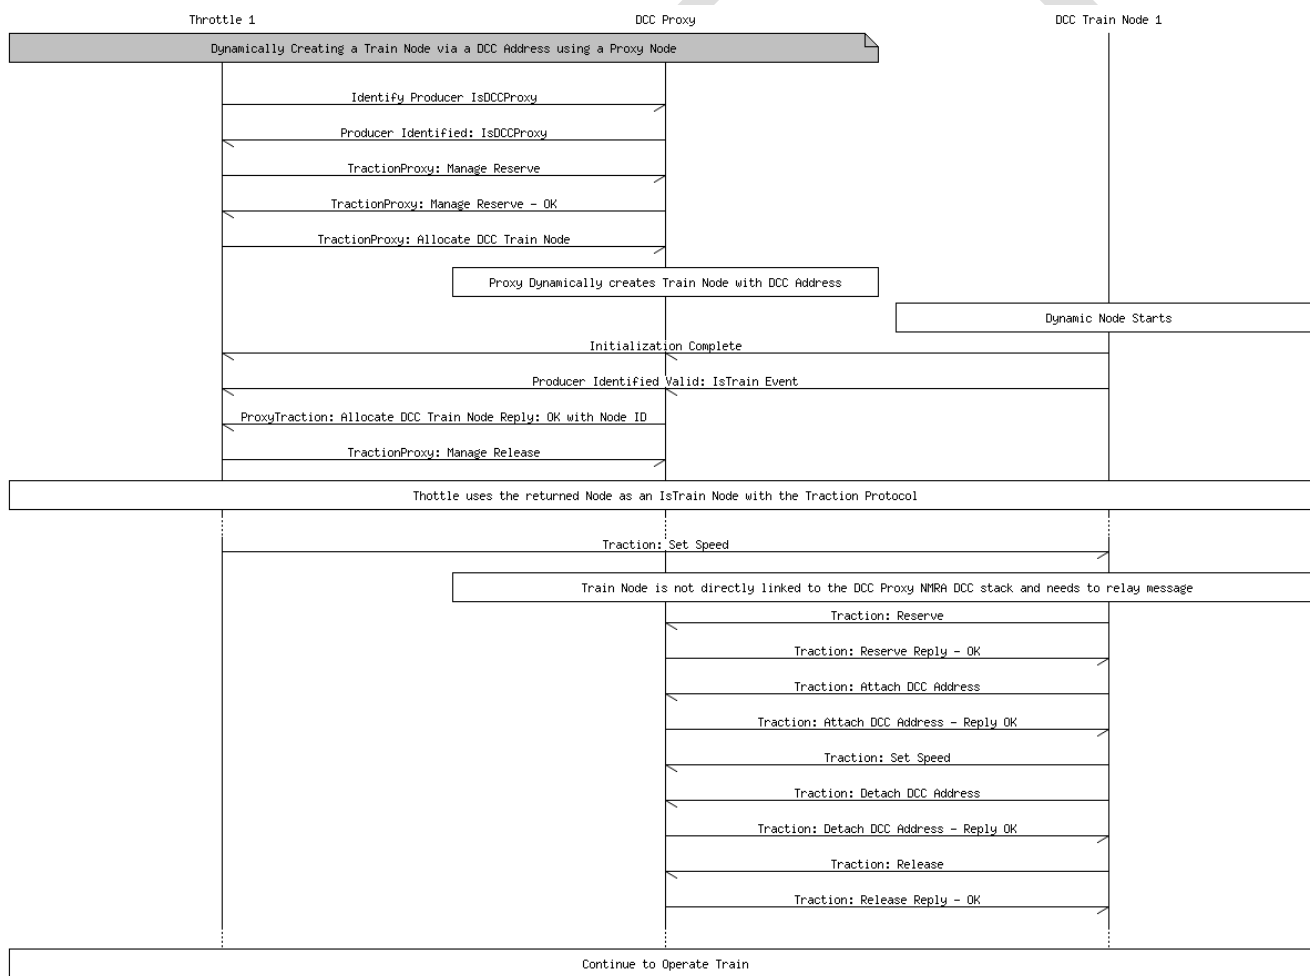 Throttle 1
DCC Proxy
DCC Train Node 1
Dynamically Creating a Train Node via a DCC Address using a Proxy Node
Identify Producer IsDCCProxy
Producer Identified: IsDCCProxy
TractionProxy: Manage Reserve
TractionProxy: Manage Reserve - OK
TractionProxy: Allocate DCC Train Node
Proxy Dynamically creates Train Node with DCC Address
Dynamic Node Starts
Initialization Complete
Producer Identified Valid: IsTrain Event
ProxyTraction: Allocate DCC Train Node Reply: OK with Node ID
TractionProxy: Manage Release
Thottle uses the returned Node as an IsTrain Node with the Traction Protocol
Traction: Set Speed
Train Node is not directly linked to the DCC Proxy NMRA DCC stack and needs to relay message
Traction: Reserve
Traction: Reserve Reply - OK
Traction: Attach DCC Address
Traction: Attach DCC Address - Reply OK
Traction: Set Speed
Traction: Detach DCC Address
Traction: Detach DCC Address - Reply OK
Traction: Release
Traction: Release Reply - OK
Continue to Operate Train